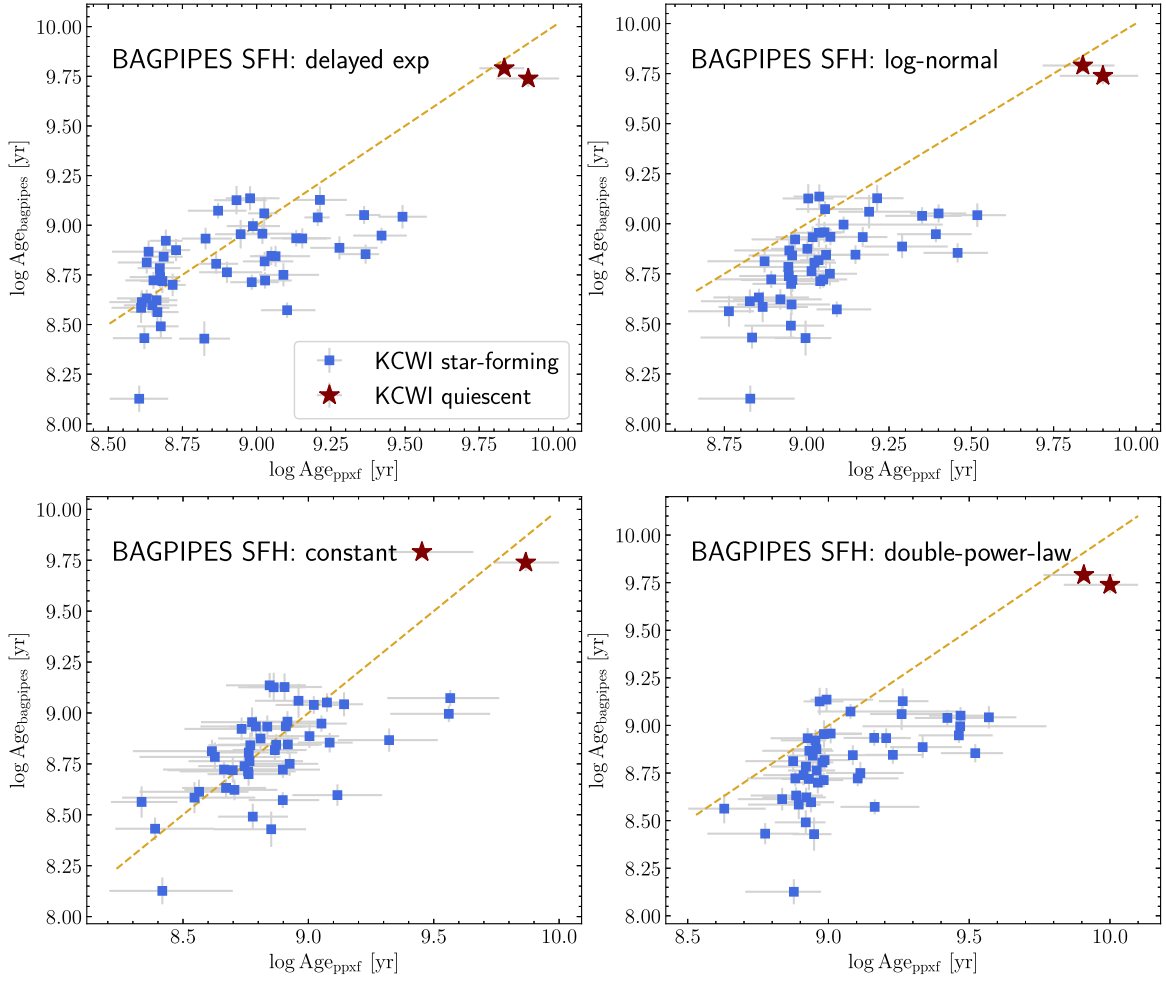 BAGPIPES SFH: delayed exp
10.00
9.75
9.50
9.25
9.00
8.75
8.50
8.25
8.00
log Age_bagpipes [yr]
KCWI star-forming
KCWI quiescent
8.50 8.75 9.00 9.25 9.50 9.75 10.00
log Age_ppxf [yr]
BAGPIPES SFH: log-normal
10.00
9.75
9.50
9.25
9.00
8.75
8.50
8.25
8.00
log Age_bagpipes [yr]
8.75 9.00 9.25 9.50 9.75 10.00
log Age_ppxf [yr]
BAGPIPES SFH: constant
10.00
9.75
9.50
9.25
9.00
8.75
8.50
8.25
8.00
log Age_bagpipes [yr]
8.5 9.0 9.5 10.0
log Age_ppxf [yr]
BAGPIPES SFH: double-power-law
10.00
9.75
9.50
9.25
9.00
8.75
8.50
8.25
8.00
log Age_bagpipes [yr]
8.5 9.0 9.5 10.0
log Age_ppxf [yr]